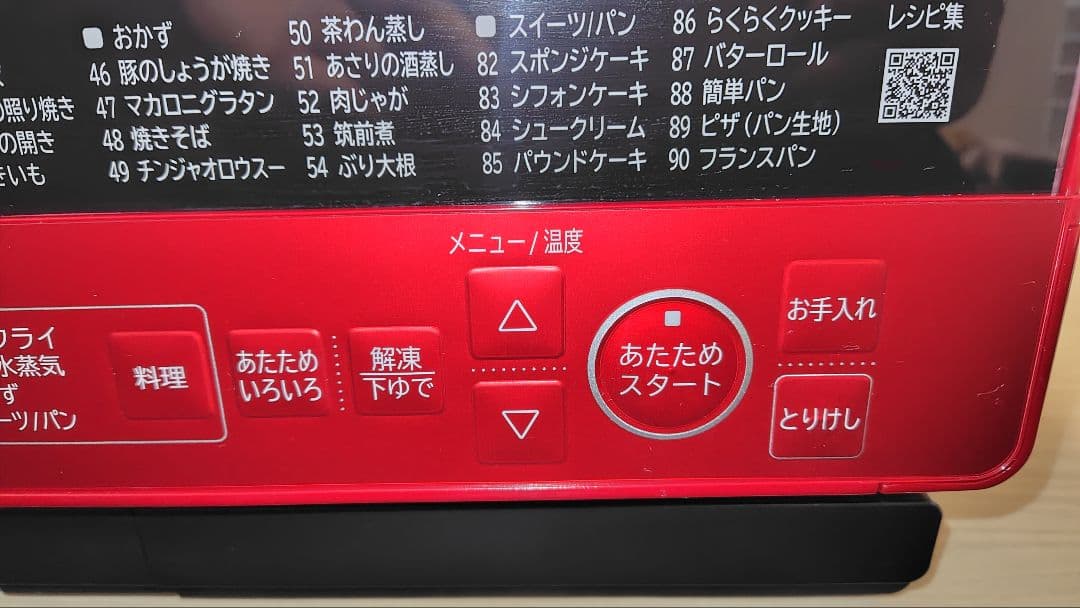 おかず
46 豚のしょうが焼き
47 マカロニグラタン
48 焼きそば
49 チンジャオロウスー
50 茶わん蒸し
51 あさりの酒蒸し
52 肉じゃが
53 筑前煮
54 ぶり大根
スイーツ/パン
82 スポンジケーキ
83 シフォンケーキ
84 シュークリーム
85 パウンドケーキ
86 らくらくクッキー
87 バターロール
88 簡単パン
89 ピザ(パン生地)
90 フランスパン
レシピ集
の照り焼き
の開き
きいも
メニュー/温度
フライ
水蒸気
ず
ーツ/パン
料理
あたため
いろいろ
解凍
下ゆで
△
▽
あたため
スタート
お手入れ
とりけし